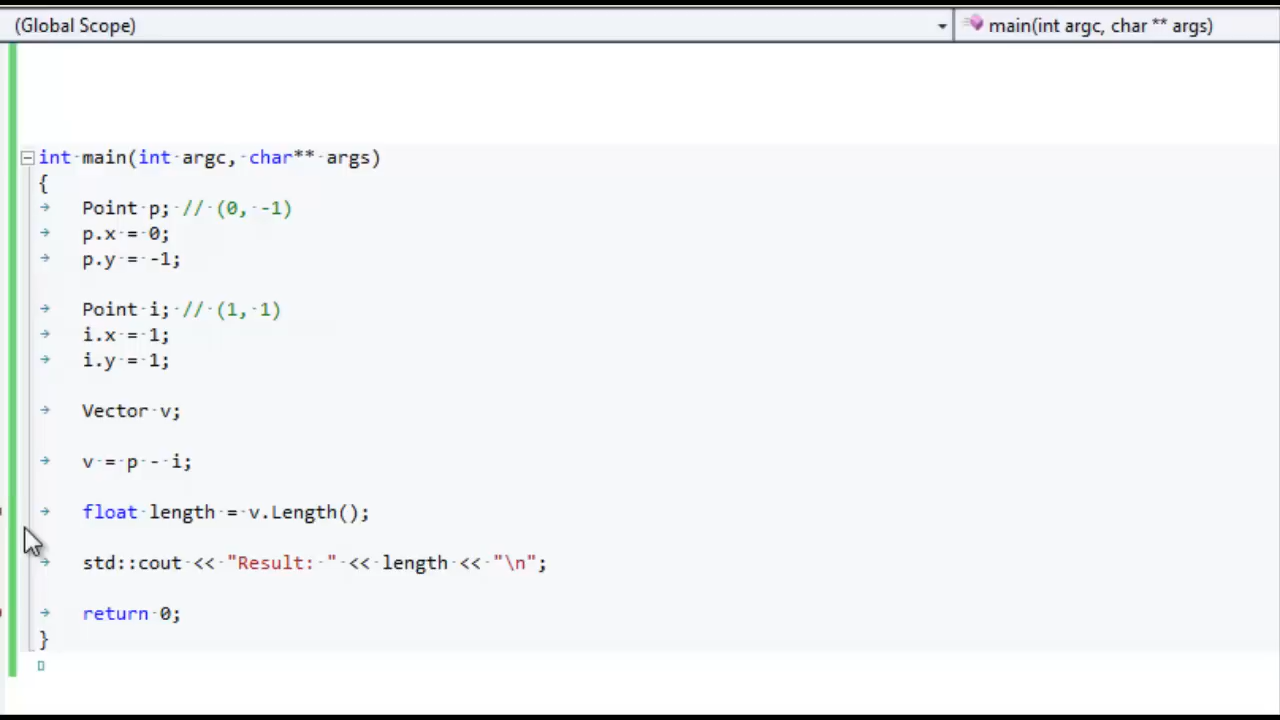 (Global Scope)
main(int argc, char ** args)
int main(int argc, char** args)
{
Point p; // (0, -1)
p.x = 0;
p.y = -1;
Point i; // (1, 1)
i.x = 1;
i.y = 1;
Vector v;
v = p - i;
float length = v.Length();
std::cout << "Result: " << length << "\n";
return 0;
}